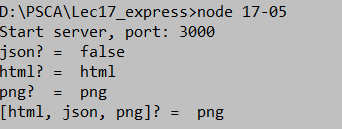 D:\PSCA\Lec17_express>node 17-05
Start server, port: 3000
json? =  false
html? =  html
png?  =  png
[html, json, png]? =  png